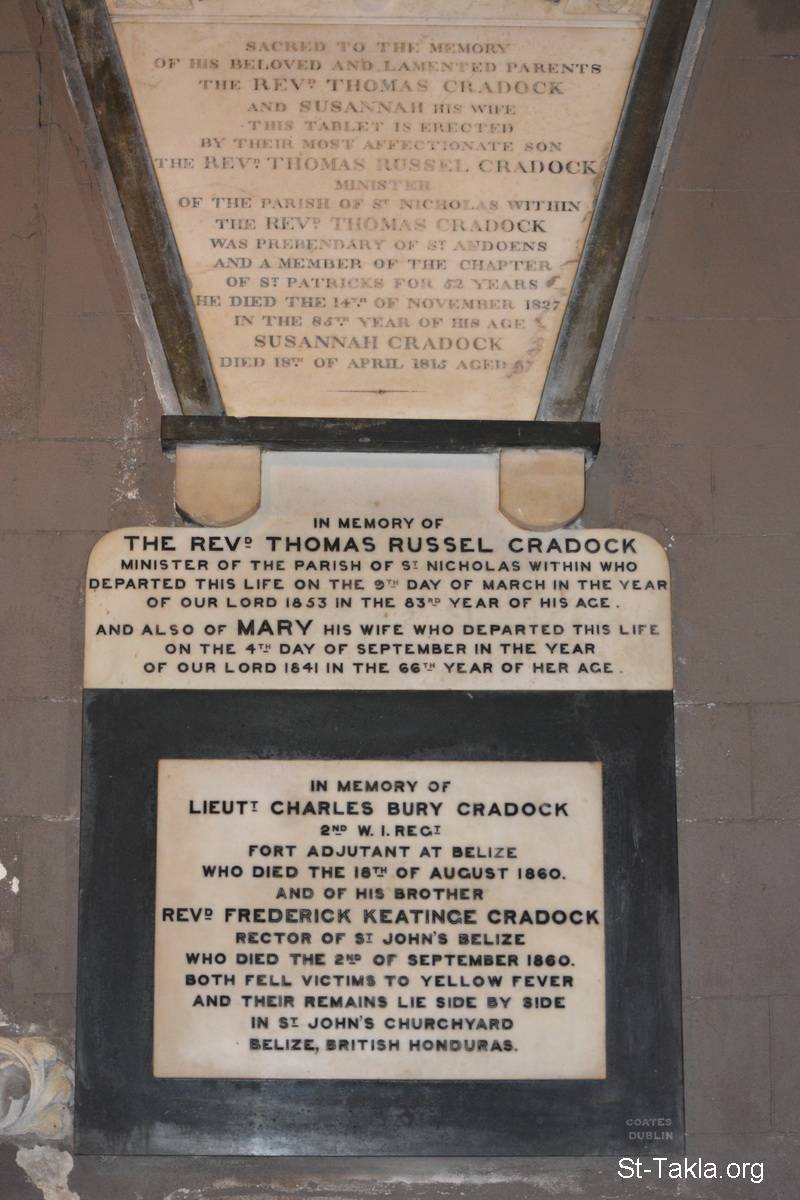 SACRED TO THE MEMORY
OF HIS BELOVED AND LAMENTED PARENTS
THE REVD THOMAS CRADOCK
AND SUSANNAH HIS WIFE
THIS TABLET IS ERECTED
BY THEIR MOST AFFECTIONATE SON
THE REVD THOMAS RUSSEL CRADOCK
MINISTER
OF THE PARISH OF ST NICHOLAS WITHIN
THE REVD THOMAS CRADOCK
WAS PREBENDARY OF ST ANDOENS
AND A MEMBER OF THE CHAPTER
OF ST PATRICKS FOR 52 YEARS
HE DIED THE 14TH OF NOVEMBER 1827
IN THE 85TH YEAR OF HIS AGE
SUSANNAH CRADOCK
DIED 18TH OF APRIL 1815 AGED
IN MEMORY OF
THE REVD THOMAS RUSSEL CRADOCK
MINISTER OF THE PARISH OF ST NICHOLAS WITHIN WHO
DEPARTED THIS LIFE ON THE 9TH DAY OF MARCH IN THE YEAR
OF OUR LORD 1853 IN THE 83RD YEAR OF HIS AGE.
AND ALSO OF MARY HIS WIFE WHO DEPARTED THIS LIFE
ON THE 4TH DAY OF SEPTEMBER IN THE YEAR
OF OUR LORD 1841 IN THE 66TH YEAR OF HER AGE.
IN MEMORY OF
LIEUTT CHARLES BURY CRADOCK
2ND W. I. REGT
FORT ADJUTANT AT BELIZE
WHO DIED THE 18TH OF AUGUST 1860.
AND OF HIS BROTHER
REVD FREDERICK KEATINGE CRADOCK
RECTOR OF ST JOHN'S BELIZE
WHO DIED THE 2ND OF SEPTEMBER 1860.
BOTH FELL VICTIMS TO YELLOW FEVER
AND THEIR REMAINS LIE SIDE BY SIDE
IN ST JOHN'S CHURCHYARD
BELIZE, BRITISH HONDURAS.
COATES
DUBLIN
St-Takla.org